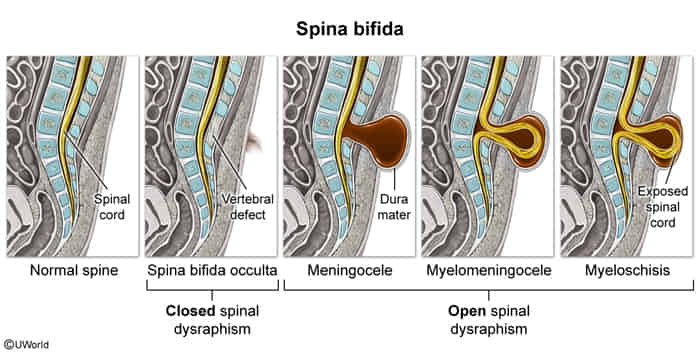 Spina bifida
Spinal
cord
Vertebral
defect
Dura
mater
Exposed
spinal
cord
Normal spine
Spina bifida occulta
Meningocele
Myelomeningocele
Myeloschisis
Closed spinal
dysraphism
Open spinal
dysraphism
©UWorld